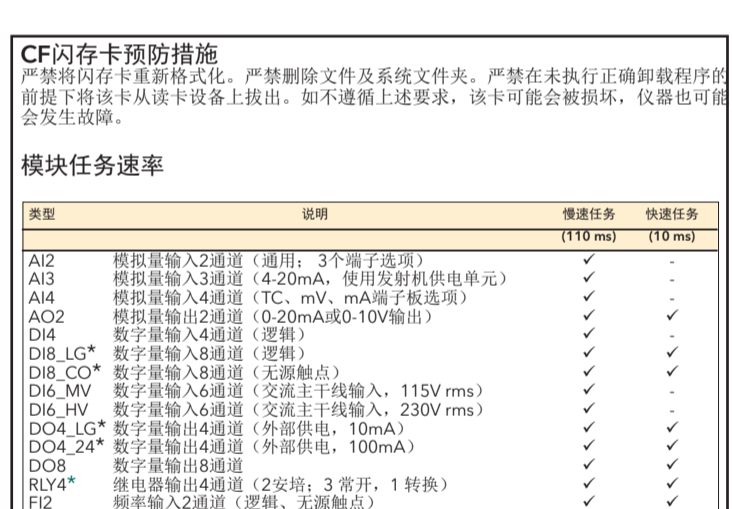 CF闪存卡预防措施
严禁将闪存卡重新格式化。严禁删除文件及系统文件夹。严禁在未执行正确卸载程序的
前提下将该卡从读卡设备上拔出。如不遵循上述要求，该卡可能会被损坏，仪器也可能
会发生故障。
模块任务速率
类型 说明 慢速任务 快速任务
(110 ms) (10 ms)
AI2 模拟量输入2通道（通用； 3个端子选项） ✓ -
AI3 模拟量输入3通道（4-20mA，使用发射机供电单元） ✓ -
AI4 模拟量输入4通道（TC、mV、mA端子板选项） ✓ -
AO2 模拟量输出2通道（0-20mA或0-10V输出） ✓ ✓
DI4 数字量输入4通道（逻辑） ✓ -
DI8_LG* 数字量输入8通道（逻辑） ✓ ✓
DI8_CO* 数字量输入8通道（无源触点） ✓ ✓
DI6_MV 数字量输入6通道（交流主干线输入，115V rms） ✓ -
DI6_HV 数字量输入6通道（交流主干线输入，230V rms） ✓ -
DO4_LG* 数字量输出4通道（外部供电，10mA） ✓ ✓
DO4_24* 数字量输出4通道（外部供电，100mA） ✓ ✓
DO8 数字量输出8通道 ✓ ✓
RLY4* 继电器输出4通道（2安培；3 常开，1 转换） ✓ ✓
FI2 频率输入2通道（逻辑、无源触点） ✓ ✓